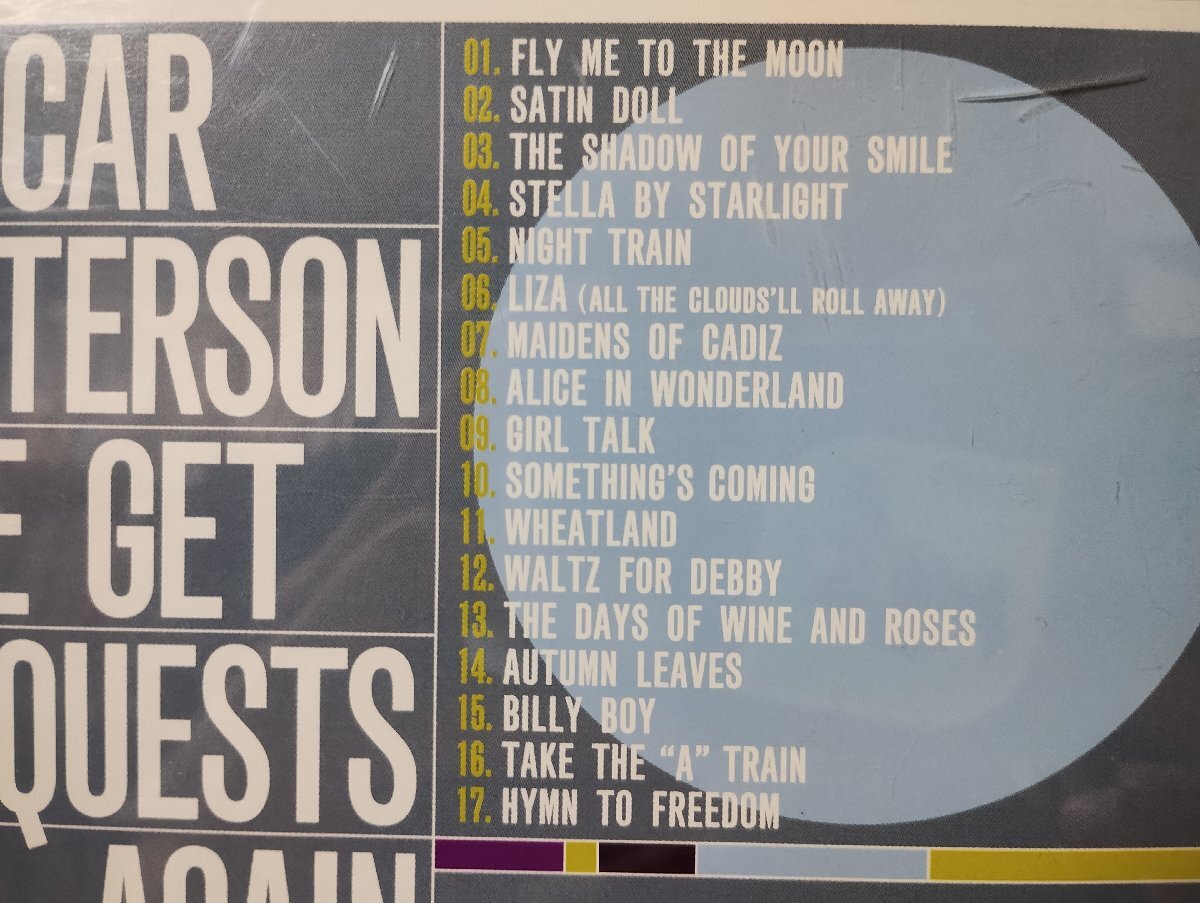 CAR
TERSON
E GET
QUESTS
AGAIN
01. FLY ME TO THE MOON
02. SATIN DOLL
03. THE SHADOW OF YOUR SMILE
04. STELLA BY STARLIGHT
05. NIGHT TRAIN
06. LIZA (ALL THE CLOUDS'LL ROLL AWAY)
07. MAIDENS OF CADIZ
08. ALICE IN WONDERLAND
09. GIRL TALK
10. SOMETHING'S COMING
11. WHEATLAND
12. WALTZ FOR DEBBY
13. THE DAYS OF WINE AND ROSES
14. AUTUMN LEAVES
15. BILLY BOY
16. TAKE THE “A” TRAIN
17. HYMN TO FREEDOM